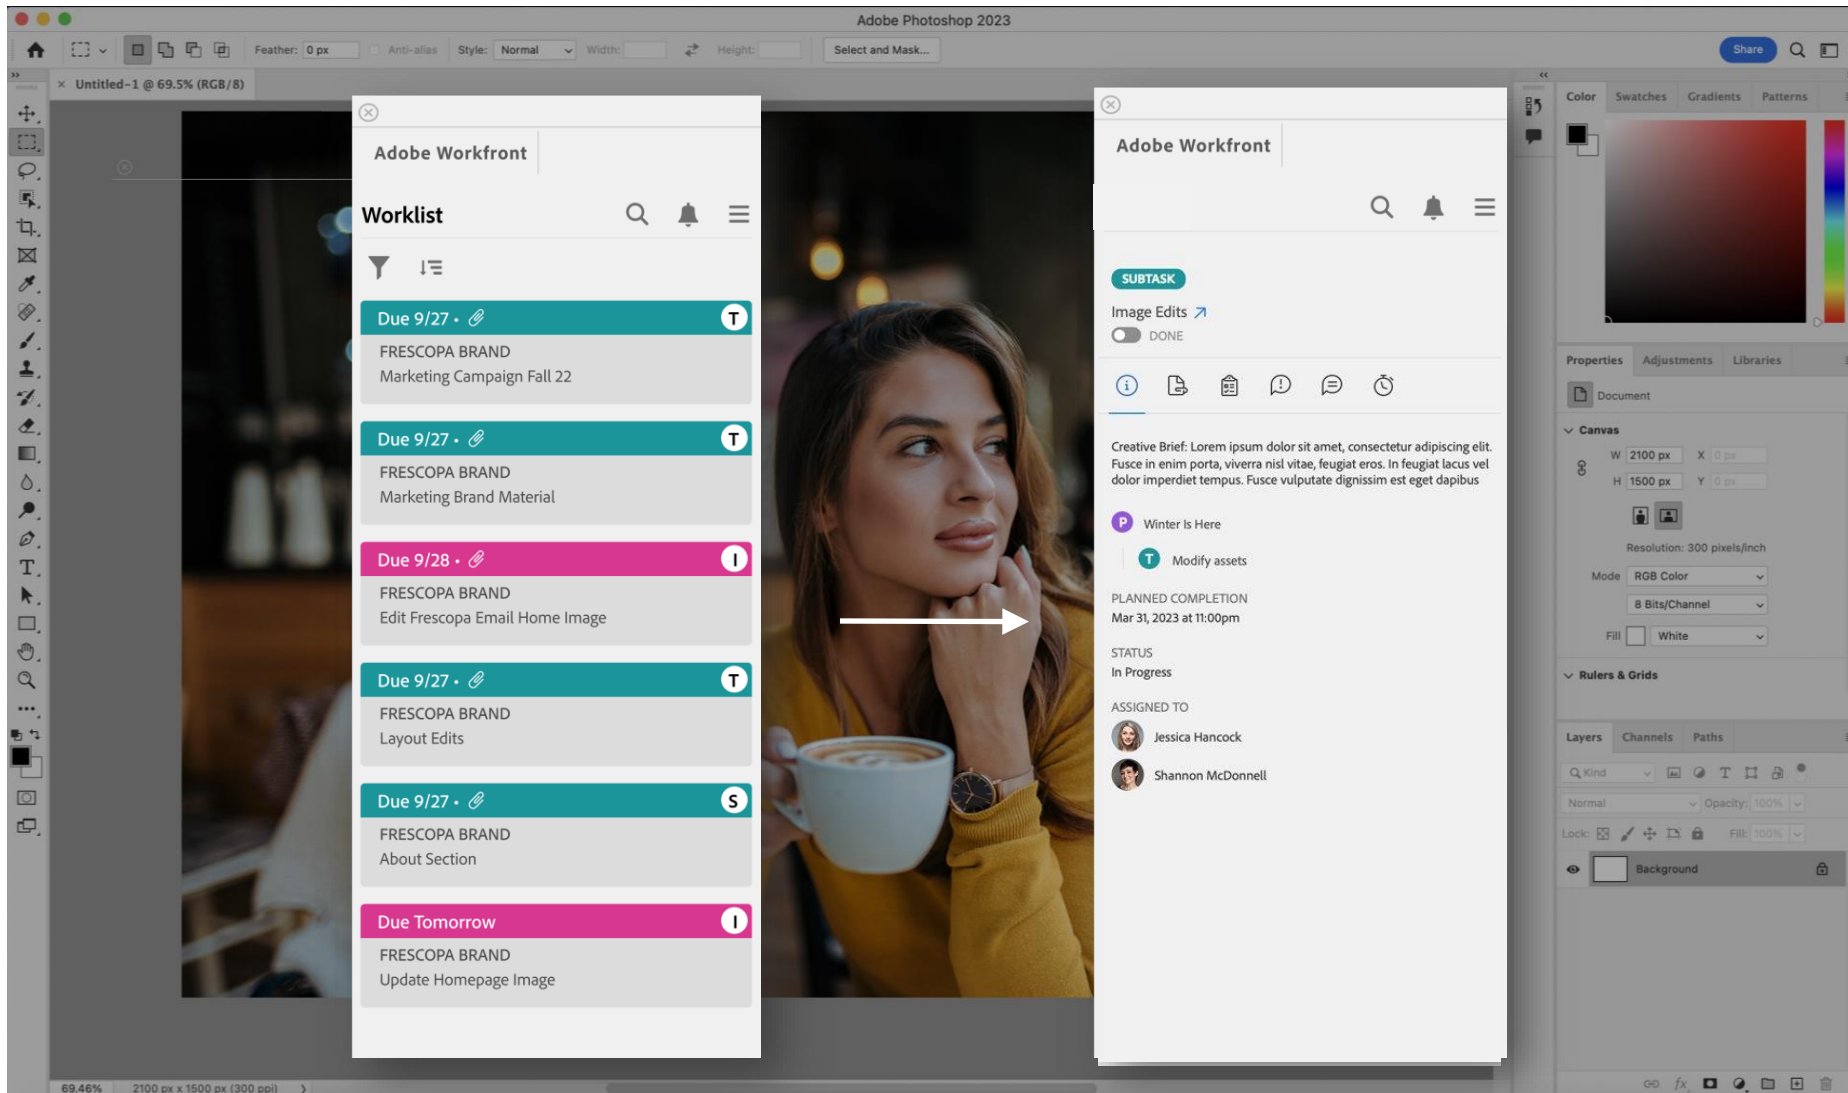 Adobe Photoshop 2023
Feather: 0 px
Anti-alias
Style: Normal
Width:
Height:
Select and Mask...
Share
× Untitled-1 @ 69.5% (RGB/8)
Adobe Workfront
Worklist
Due 9/27 •
T
FRESCOPA BRAND
Marketing Campaign Fall 22
Due 9/27 •
T
FRESCOPA BRAND
Marketing Brand Material
Due 9/28 •
I
FRESCOPA BRAND
Edit Frescopa Email Home Image
Due 9/27 •
T
FRESCOPA BRAND
Layout Edits
Due 9/27 •
S
FRESCOPA BRAND
About Section
Due Tomorrow
I
FRESCOPA BRAND
Update Homepage Image
Adobe Workfront
SUBTASK
Image Edits
DONE
Creative Brief: Lorem ipsum dolor sit amet, consectetur adipiscing elit.
Fusce in enim porta, viverra nisl vitae, feugiat eros. In feugiat lacus vel
dolor imperdiet tempus. Fusce vulputate dignissim est eget dapibus
P Winter Is Here
T Modify assets
PLANNED COMPLETION
Mar 31, 2023 at 11:00pm
STATUS
In Progress
ASSIGNED TO
Jessica Hancock
Shannon McDonnell
Color Swatches Gradients Patterns
Properties Adjustments Libraries
Document
Canvas
W 2100 px X 0 px
H 1500 px Y 0 px
Resolution: 300 pixels/inch
Mode RGB Color
8 Bits/Channel
Fill White
Rulers & Grids
Layers Channels Paths
Kind
Normal Opacity: 100%
Lock: Fill: 100%
Background
69.46% 2100 px x 1500 px (300 ppi)